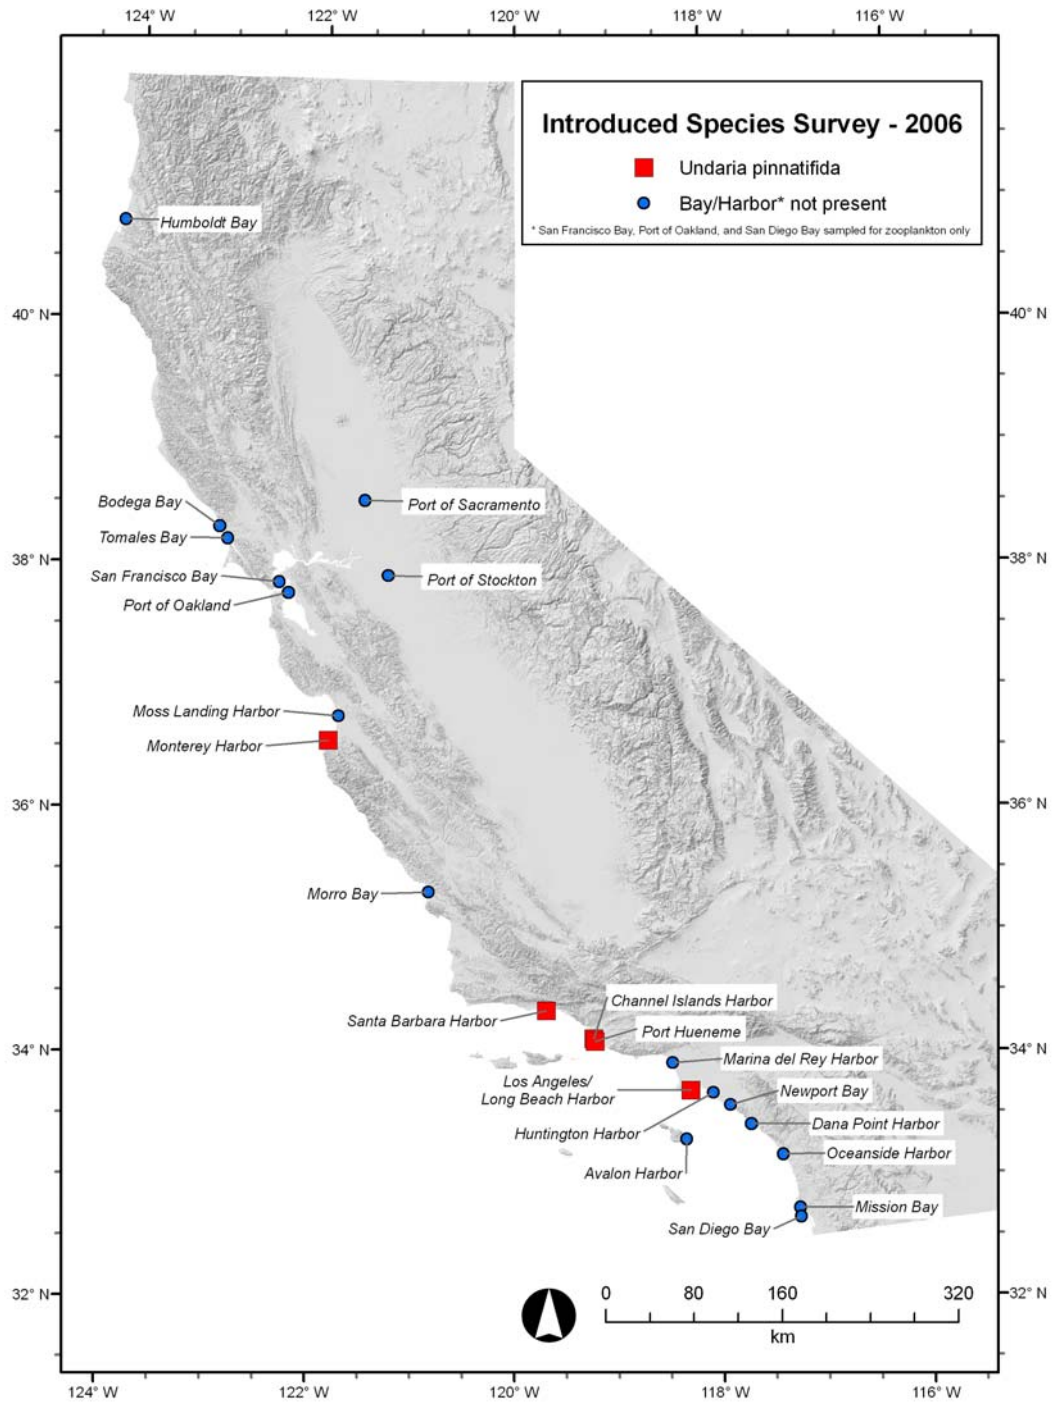 124° W 122° W 120° W 118° W 116° W
Introduced Species Survey - 2006
Undaria pinnatifida
Bay/Harbor* not present
* San Francisco Bay, Port of Oakland, and San Diego Bay sampled for zooplankton only
Humboldt Bay
40° N 40° N
Bodega Bay
Port of Sacramento
Tomales Bay
38° N 38° N
San Francisco Bay
Port of Stockton
Port of Oakland
Moss Landing Harbor
Monterey Harbor
36° N 36° N
Morro Bay
Channel Islands Harbor
Santa Barbara Harbor
Port Hueneme
34° N 34° N
Marina del Rey Harbor
Los Angeles/
Long Beach Harbor
Newport Bay
Dana Point Harbor
Huntington Harbor
Oceanside Harbor
Avalon Harbor
Mission Bay
San Diego Bay
32° N 32° N
0 80 160 320
km
124° W 122° W 120° W 118° W 116° W